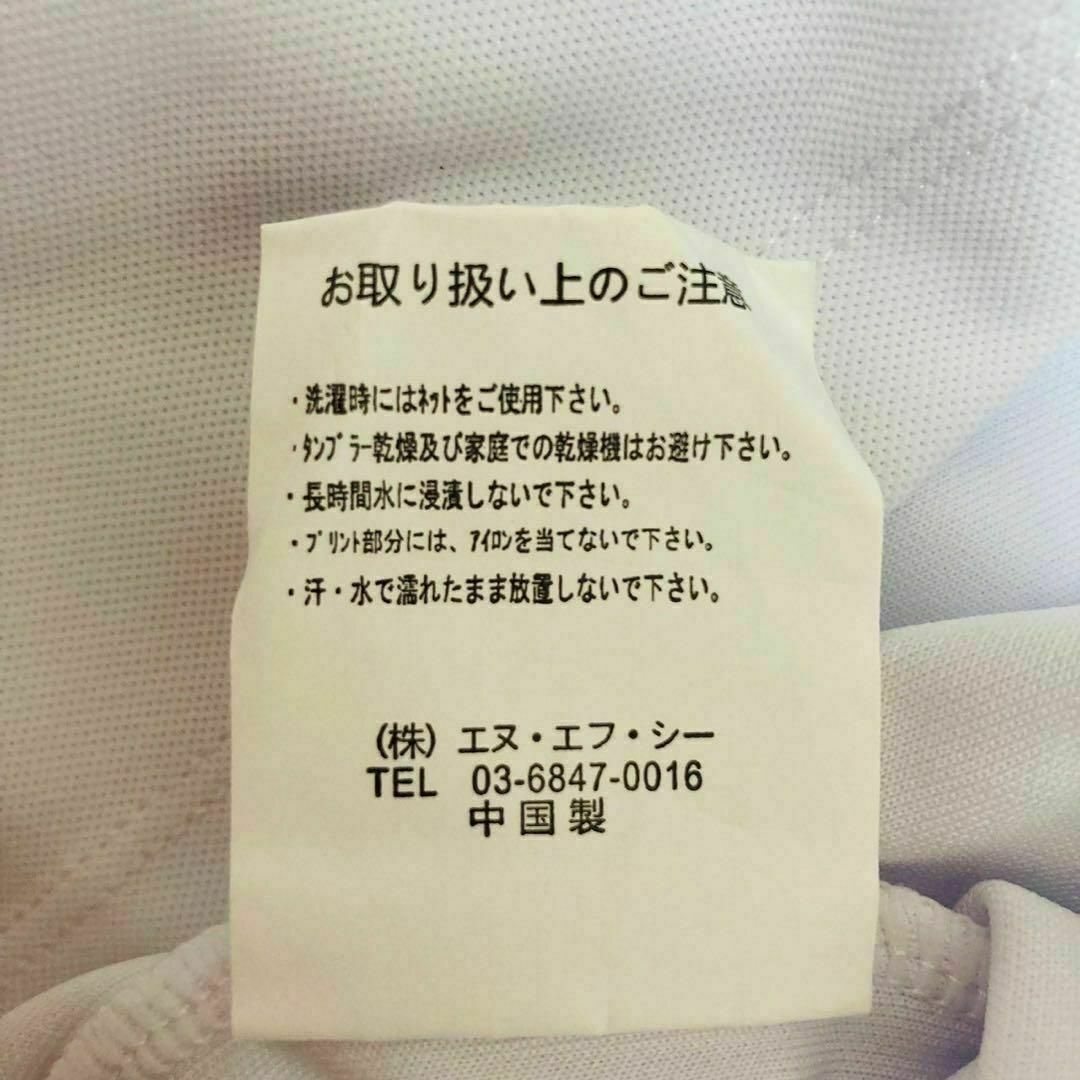 お取り扱い上のご注意
・洗濯時にはﾈｯﾄをご使用下さい。
・ﾀﾝﾌﾞﾗｰ乾燥及び家庭での乾燥機はお避け下さい。
・長時間水に浸漬しないで下さい。
・ﾌﾟﾘﾝﾄ部分には、ｱｲﾛﾝを当てないで下さい。
・汗・水で濡れたまま放置しないで下さい。
(株) エヌ・エフ・シー
TEL 03-6847-0016
中国製